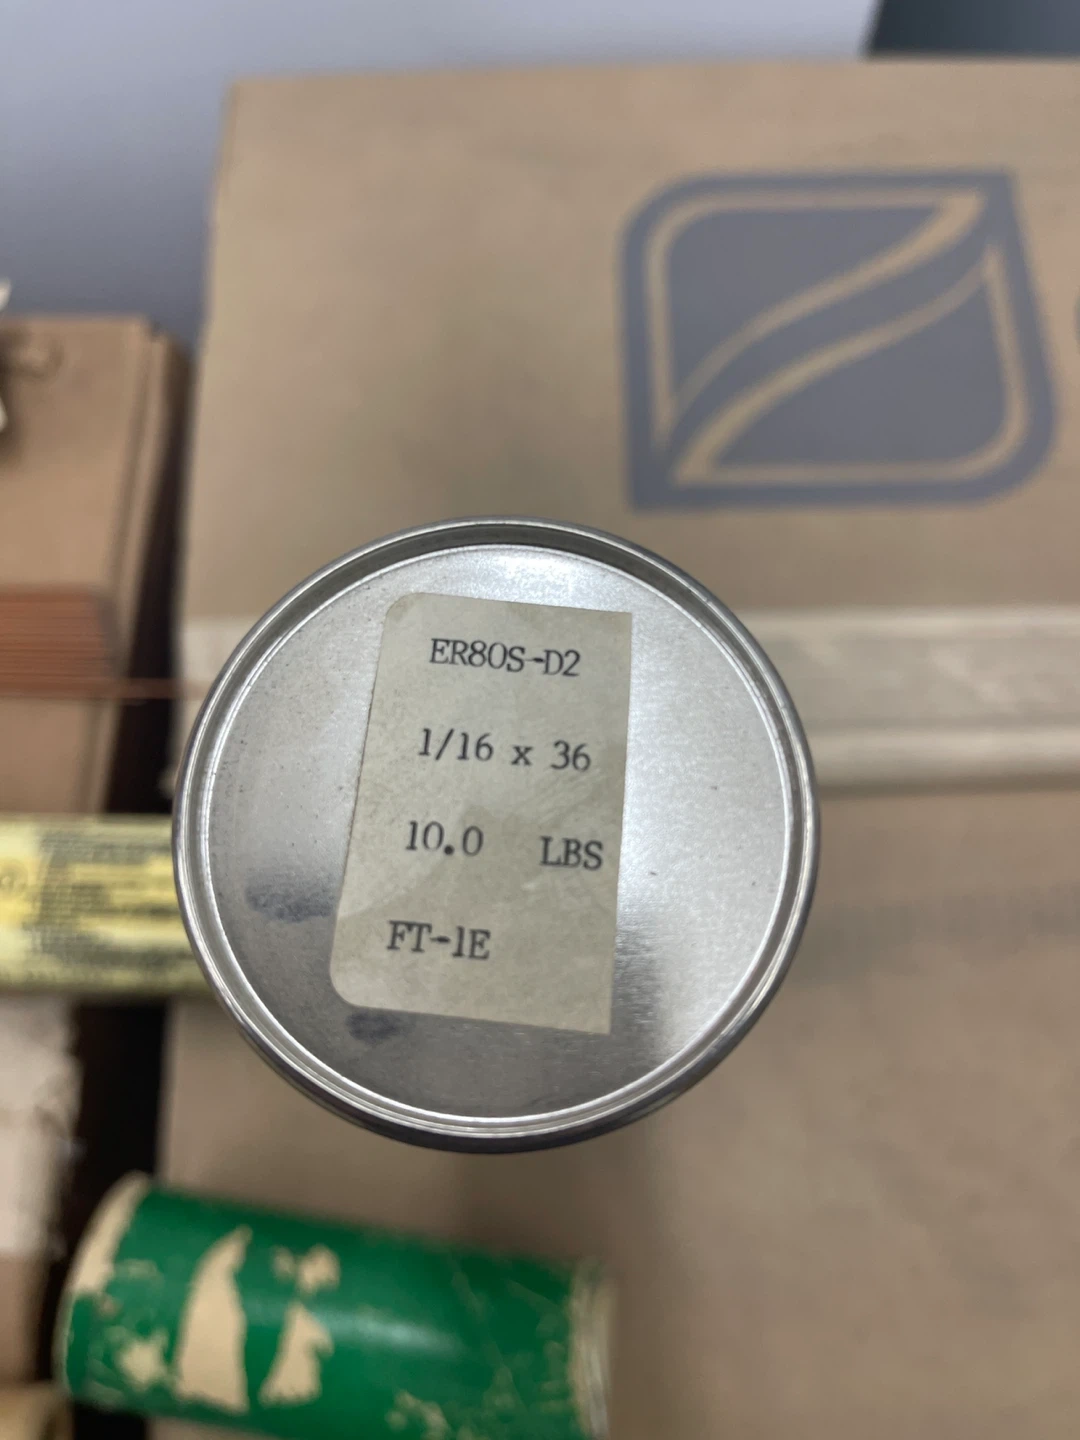 ER80S-D2
1/16 x 36
10.0 LBS
FT-1E